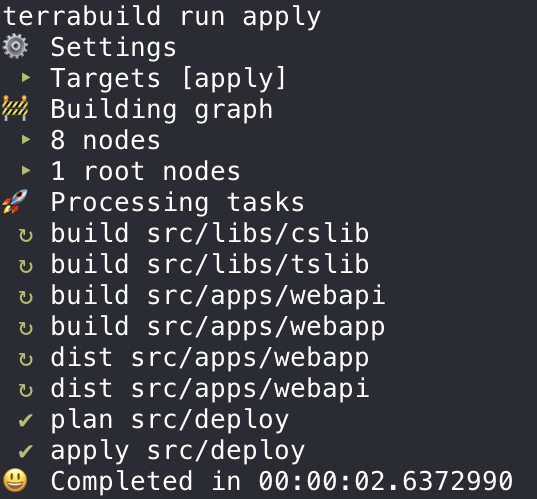 terrabuild run apply
⚙️ Settings
▸ Targets [apply]
🚧 Building graph
▸ 8 nodes
▸ 1 root nodes
🚀 Processing tasks
↻ build src/libs/cslib
↻ build src/libs/tslib
↻ build src/apps/webapi
↻ build src/apps/webapp
↻ dist src/apps/webapp
↻ dist src/apps/webapi
✔ plan src/deploy
✔ apply src/deploy
😃 Completed in 00:00:02.6372990